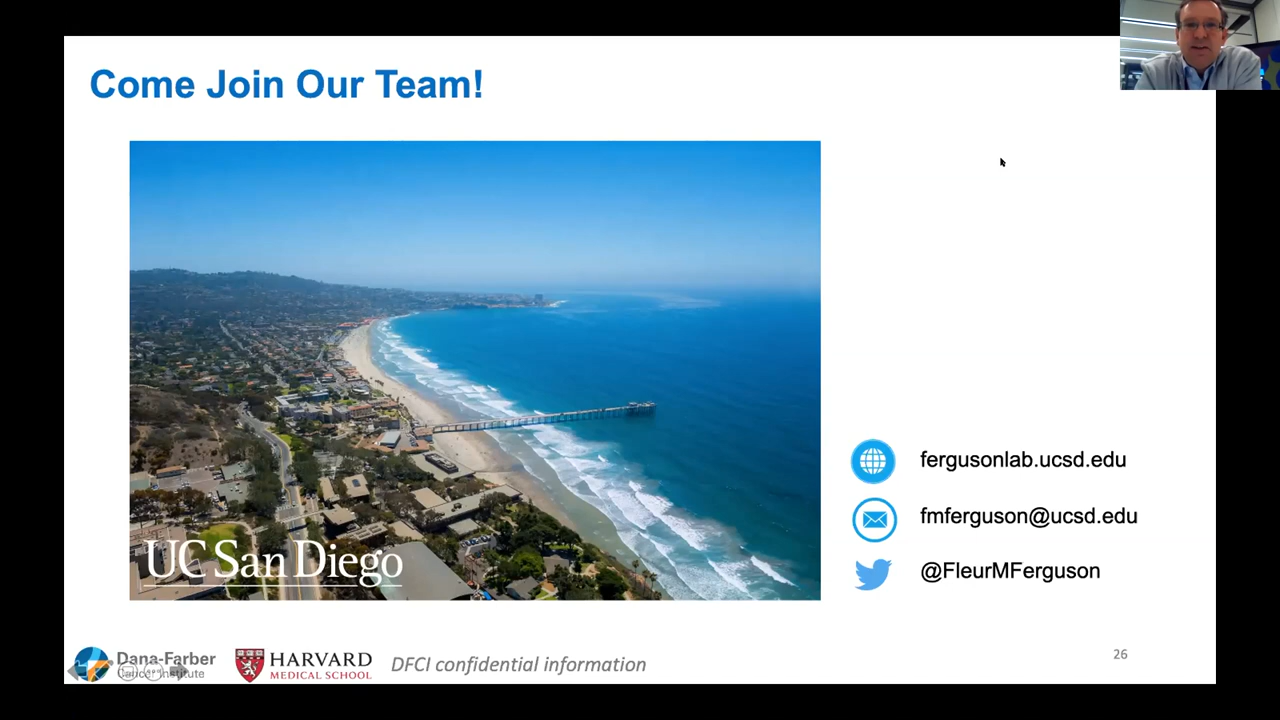 Come Join Our Team!
UC San Diego
fergusonlab.ucsd.edu
fmferguson@ucsd.edu
@FleurMFerguson
Dana-Farber
Cancer Institute
HARVARD
MEDICAL SCHOOL
DFCI confidential information
26